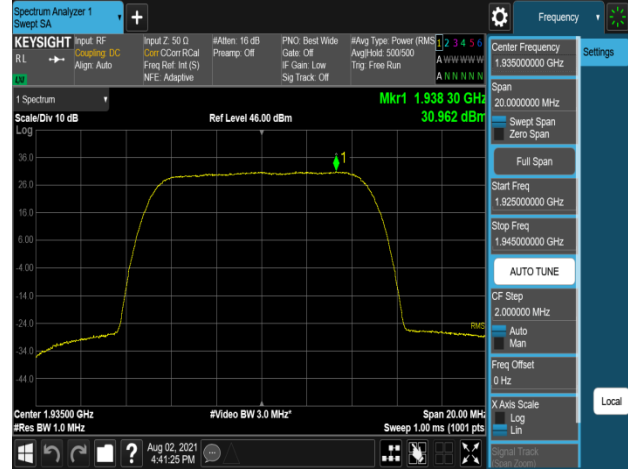 Spectrum Analyzer 1
Swept SA
+
Frequency
KEYSIGHT
RL
LU
Input: RF
Coupling: DC
Align: Auto
Input Z: 50 Ω
Corr CCorr RCal
Freq Ref: Int (S)
NFE: Adaptive
#Atten: 16 dB
Preamp: Off
PNO: Best Wide
Gate: Off
IF Gain: Low
Sig Track: Off
#Avg Type: Power (RMS
Avg|Hold: 500/500
Trig: Free Run
1 2 3 4 5 6
A W W W W W
A N N N N N
1 Spectrum
Scale/Div 10 dB
Log
Ref Level 46.00 dBm
Mkr1 1.938 30 GHz
30.962 dBm
36.0
26.0
16.0
6.00
-4.00
-14.0
-24.0
-34.0
-44.0
1
RMS
Center 1.93500 GHz
#Res BW 1.0 MHz
#Video BW 3.0 MHz*
Span 20.00 MHz
Sweep 1.00 ms (1001 pts
?
Aug 02, 2021
4:41:25 PM
Center Frequency
1.935000000 GHz
Span
20.0000000 MHz
Swept Span
Zero Span
Full Span
Start Freq
1.925000000 GHz
Stop Freq
1.945000000 GHz
AUTO TUNE
CF Step
2.000000 MHz
Auto
Man
Freq Offset
0 Hz
X Axis Scale
Log
Lin
Signal Track
(Span Zoom)
Settings
Local